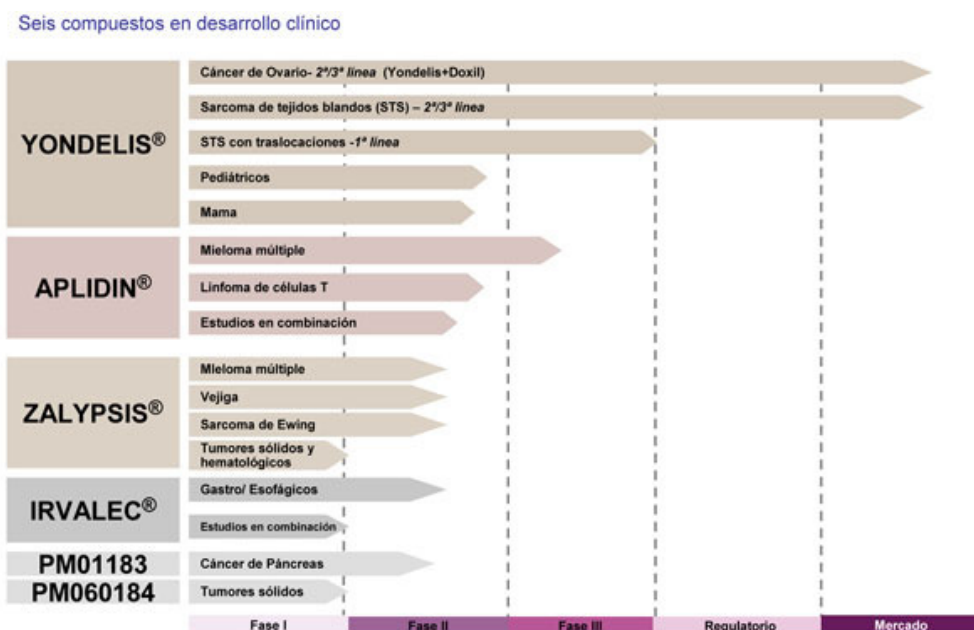 Seis compuestos en desarrollo clínico
YONDELIS®
Cáncer de Ovario- 2ª/3ª linea (Yondelis+Doxil)
Sarcoma de tejidos blandos (STS) – 2ª/3ª linea
STS con traslocaciones -1ª linea
Pediátricos
Mama
APLIDIN®
Mieloma múltiple
Linfoma de células T
Estudios en combinación
ZALYPSIS®
Mieloma múltiple
Vejiga
Sarcoma de Ewing
Tumores sólidos y
hematológicos
IRVALEC®
Gastro/ Esofágicos
Estudios en combinación
PM01183
Cáncer de Páncreas
PM060184
Tumores sólidos
Fase I Fase II Fase III Regulatorio Mercado